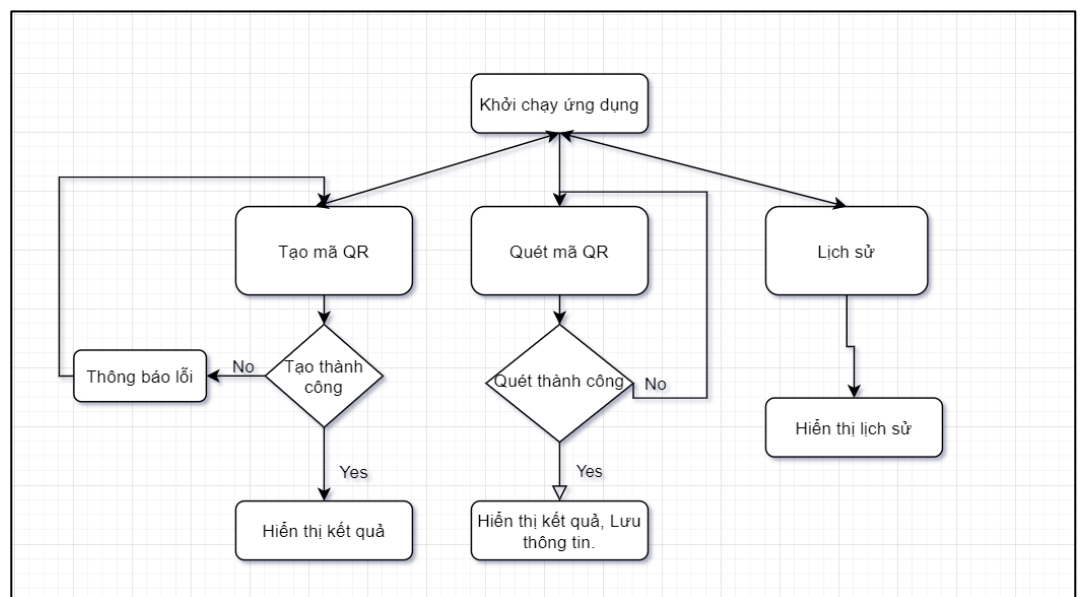 Khởi chạy ứng dụng
Tạo mã QR
Quét mã QR
Lịch sử
Thông báo lỗi
No
Tạo thành
công
Quét thành công
No
Hiển thị lịch sử
Yes
Yes
Hiển thị kết quả
Hiển thị kết quả, Lưu
thông tin.